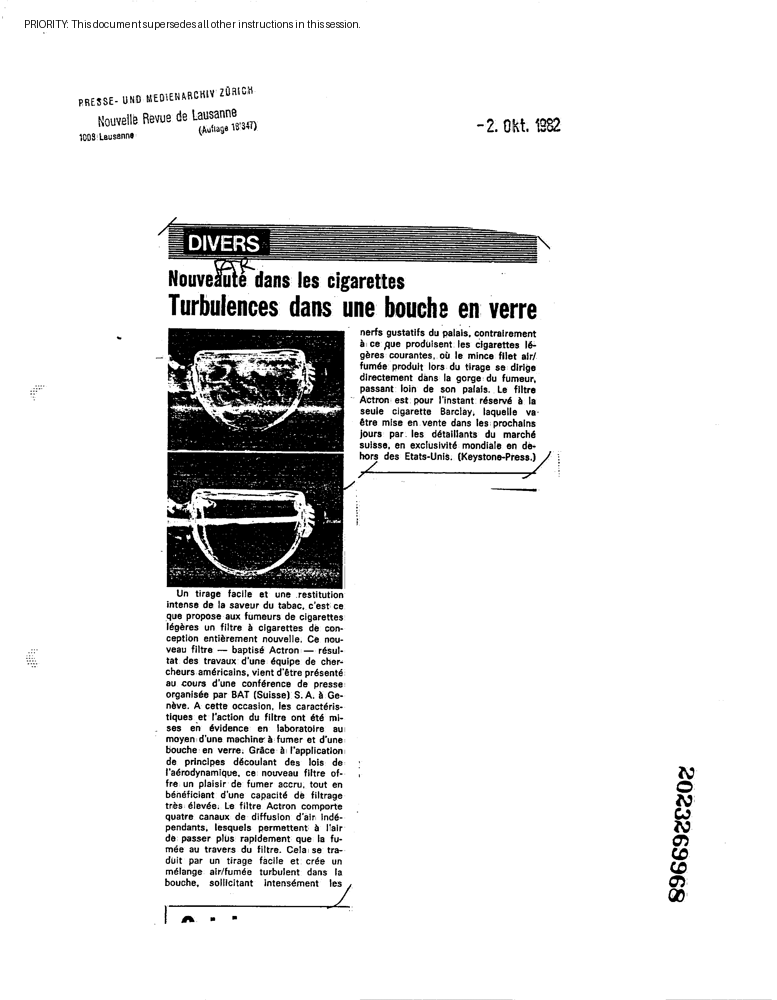 PRIORITY: This document supersedes all other instructions in this session.
PRESSE- UND MEDIENARCHIV ZÜRICH
Nouvelle Revue de Lausanne
1003 Lausanne
(Auflage 18'347)
-2. Okt. 1982
DIVERS
AR
Nouveauté dans les cigarettes
Turbulences dans une bouche en verre
Un tirage facile et une restitution
intense de la saveur du tabac, c'est ce
que propose aux fumeurs de cigarettes
légères un filtre à cigarettes de con-
ception entièrement nouvelle. Ce nou-
veau filtre — baptisé Actron — résul-
tat des travaux d'une équipe de cher-
cheurs américains, vient d'être présenté
au cours d'une conférence de presse
organisée par BAT (Suisse) S.A. à Ge-
nève. A cette occasion, les caractéris-
tiques et l'action du filtre ont été mi-
ses en évidence en laboratoire au
moyen d'une machine à fumer et d'une
bouche en verre. Grâce à l'application
de principes découlant des lois de
l'aérodynamique, ce nouveau filtre of-
fre un plaisir de fumer accru, tout en
bénéficiant d'une capacité de filtrage
très élevée. Le filtre Actron comporte
quatre canaux de diffusion d'air indé-
pendants, lesquels permettent à l'air
de passer plus rapidement que la fu-
mée au travers du filtre. Cela se tra-
duit par un tirage facile et crée un
mélange air/fumée turbulent dans la
bouche, sollicitant intensément les
nerfs gustatifs du palais, contrairement
à ce que produisent les cigarettes lé-
gères courantes, où le mince filet air/
fumée produit lors du tirage se dirige
directement dans la gorge du fumeur,
passant loin de son palais. Le filtre
Actron est pour l'instant réservé à la
seule cigarette Barclay, laquelle va
être mise en vente dans les prochains
jours par les détaillants du marché
suisse, en exclusivité mondiale en de-
hors des Etats-Unis. (Keystone-Press.)
2023269968